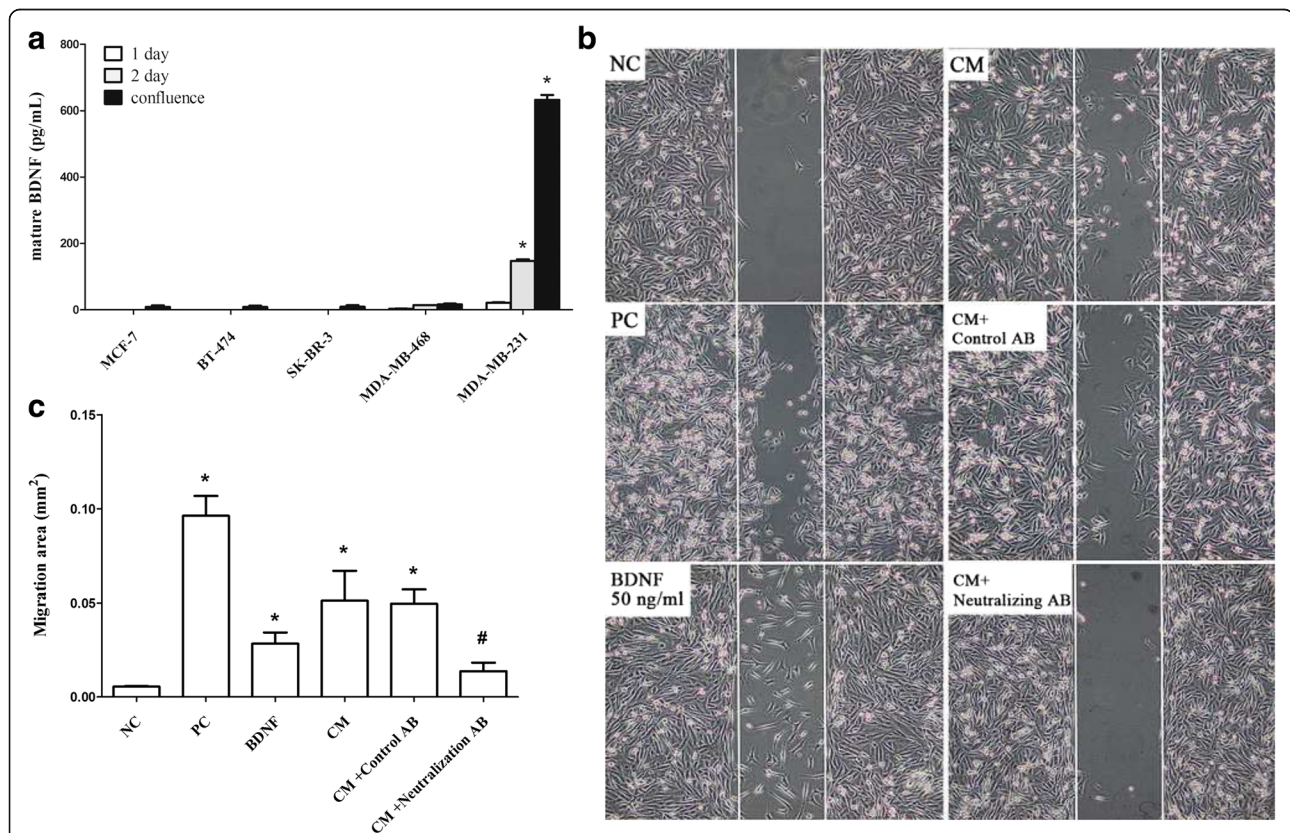 a
mature BDNF (pg/mL)
800
600
400
200
0
1 day
2 day
confluence
*
*
MCF-7
BT-474
SK-BR-3
MDA-MB-468
MDA-MB-231
b
NC
CM
PC
CM+
Control AB
BDNF
50 ng/ml
CM+
Neutralizing AB
c
Migration area (mm²)
0.15
0.10
0.05
0.00
*
*
*
*
#
NC
PC
BDNF
CM
CM +Control AB
CM +Neutralization AB